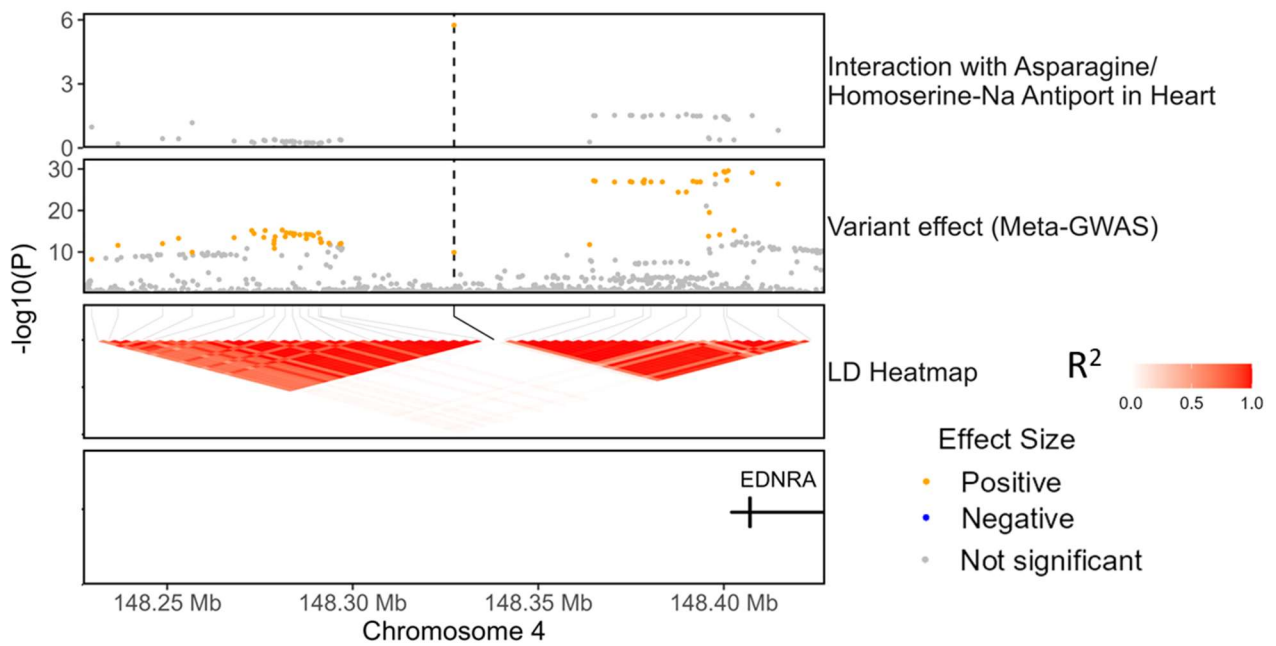 6
3
0
Interaction with Asparagine/
Homoserine-Na Antiport in Heart
30
20
10
Variant effect (Meta-GWAS)
-log10(P)
LD Heatmap
R2
0.0 0.5 1.0
Effect Size
Positive
Negative
Not significant
EDNRA
148.25 Mb 148.30 Mb 148.35 Mb 148.40 Mb
Chromosome 4